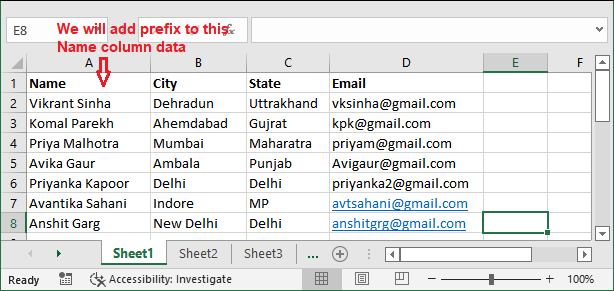 E8 fx
We will add prefix to this
Name column data
A B C D E F
1 Name City State Email
2 Vikrant Sinha Dehradun Uttrakhand vksinha@gmail.com
3 Komal Parekh Ahemdabad Gujrat kpk@gmail.com
4 Priya Malhotra Mumbai Maharatra priyam@gmail.com
5 Avika Gaur Ambala Punjab Avigaur@gmail.com
6 Priyanka Kapoor Delhi Delhi priyanka2@gmail.com
7 Avantika Sahani Indore MP avtsahani@gmail.com
8 Anshit Garg New Delhi Delhi anshitgrg@gmail.com
Sheet1 Sheet2 Sheet3 ...
Ready Accessibility: Investigate 100%